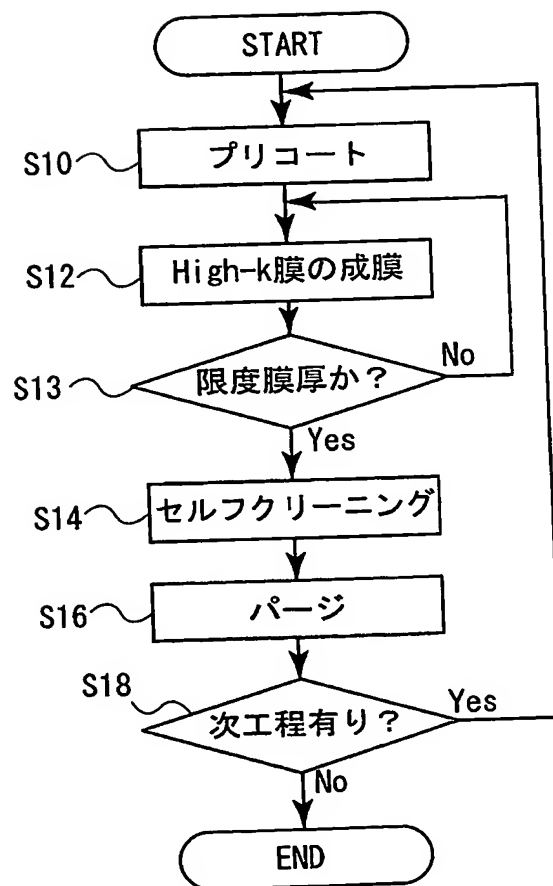 START
S10
プリコート
S12
High-k膜の成膜
S13
限度膜厚か？
No
Yes
S14
セルフクリーニング
S16
パージ
S18
次工程有り？
Yes
No
END